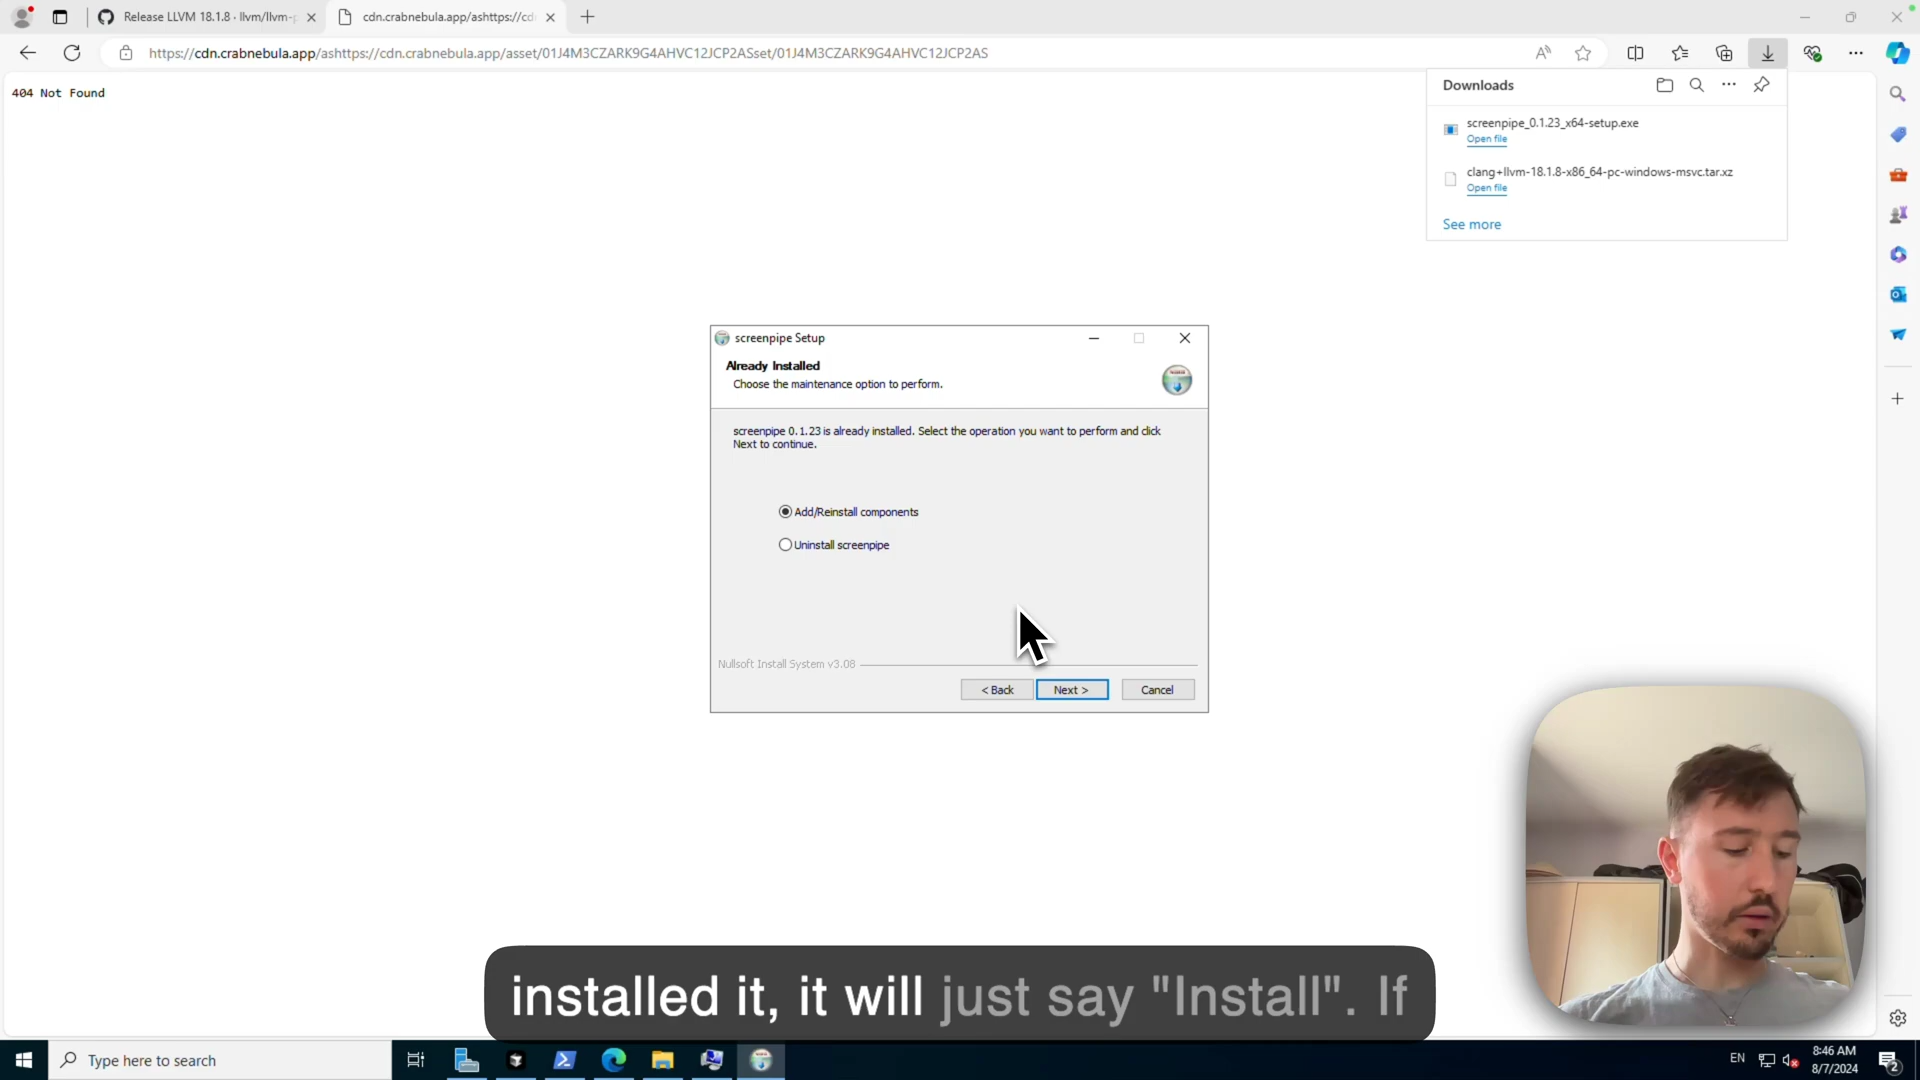 Release LLVM 18.1.8 · llvm/llvm-p
cdn.crabnebula.app/ashttps://cd
https://cdn.crabnebula.app/ashttps://cdn.crabnebula.app/asset/01J4M3CZARK9G4AHVC12JCP2ASset/01J4M3CZARK9G4AHVC12JCP2AS
404 Not Found
Downloads
screenpipe_0.1.23_x64-setup.exe
Open file
clang+llvm-18.1.8-x86_64-pc-windows-msvc.tar.xz
Open file
See more
screenpipe Setup
Already Installed
Choose the maintenance option to perform.
screenpipe 0.1.23 is already installed. Select the operation you want to perform and click
Next to continue.
Add/Reinstall components
Uninstall screenpipe
Nullsoft Install System v3.08
< Back
Next >
Cancel
installed it, it will just say "Install". If
Type here to search
EN
8:46 AM
8/7/2024
2